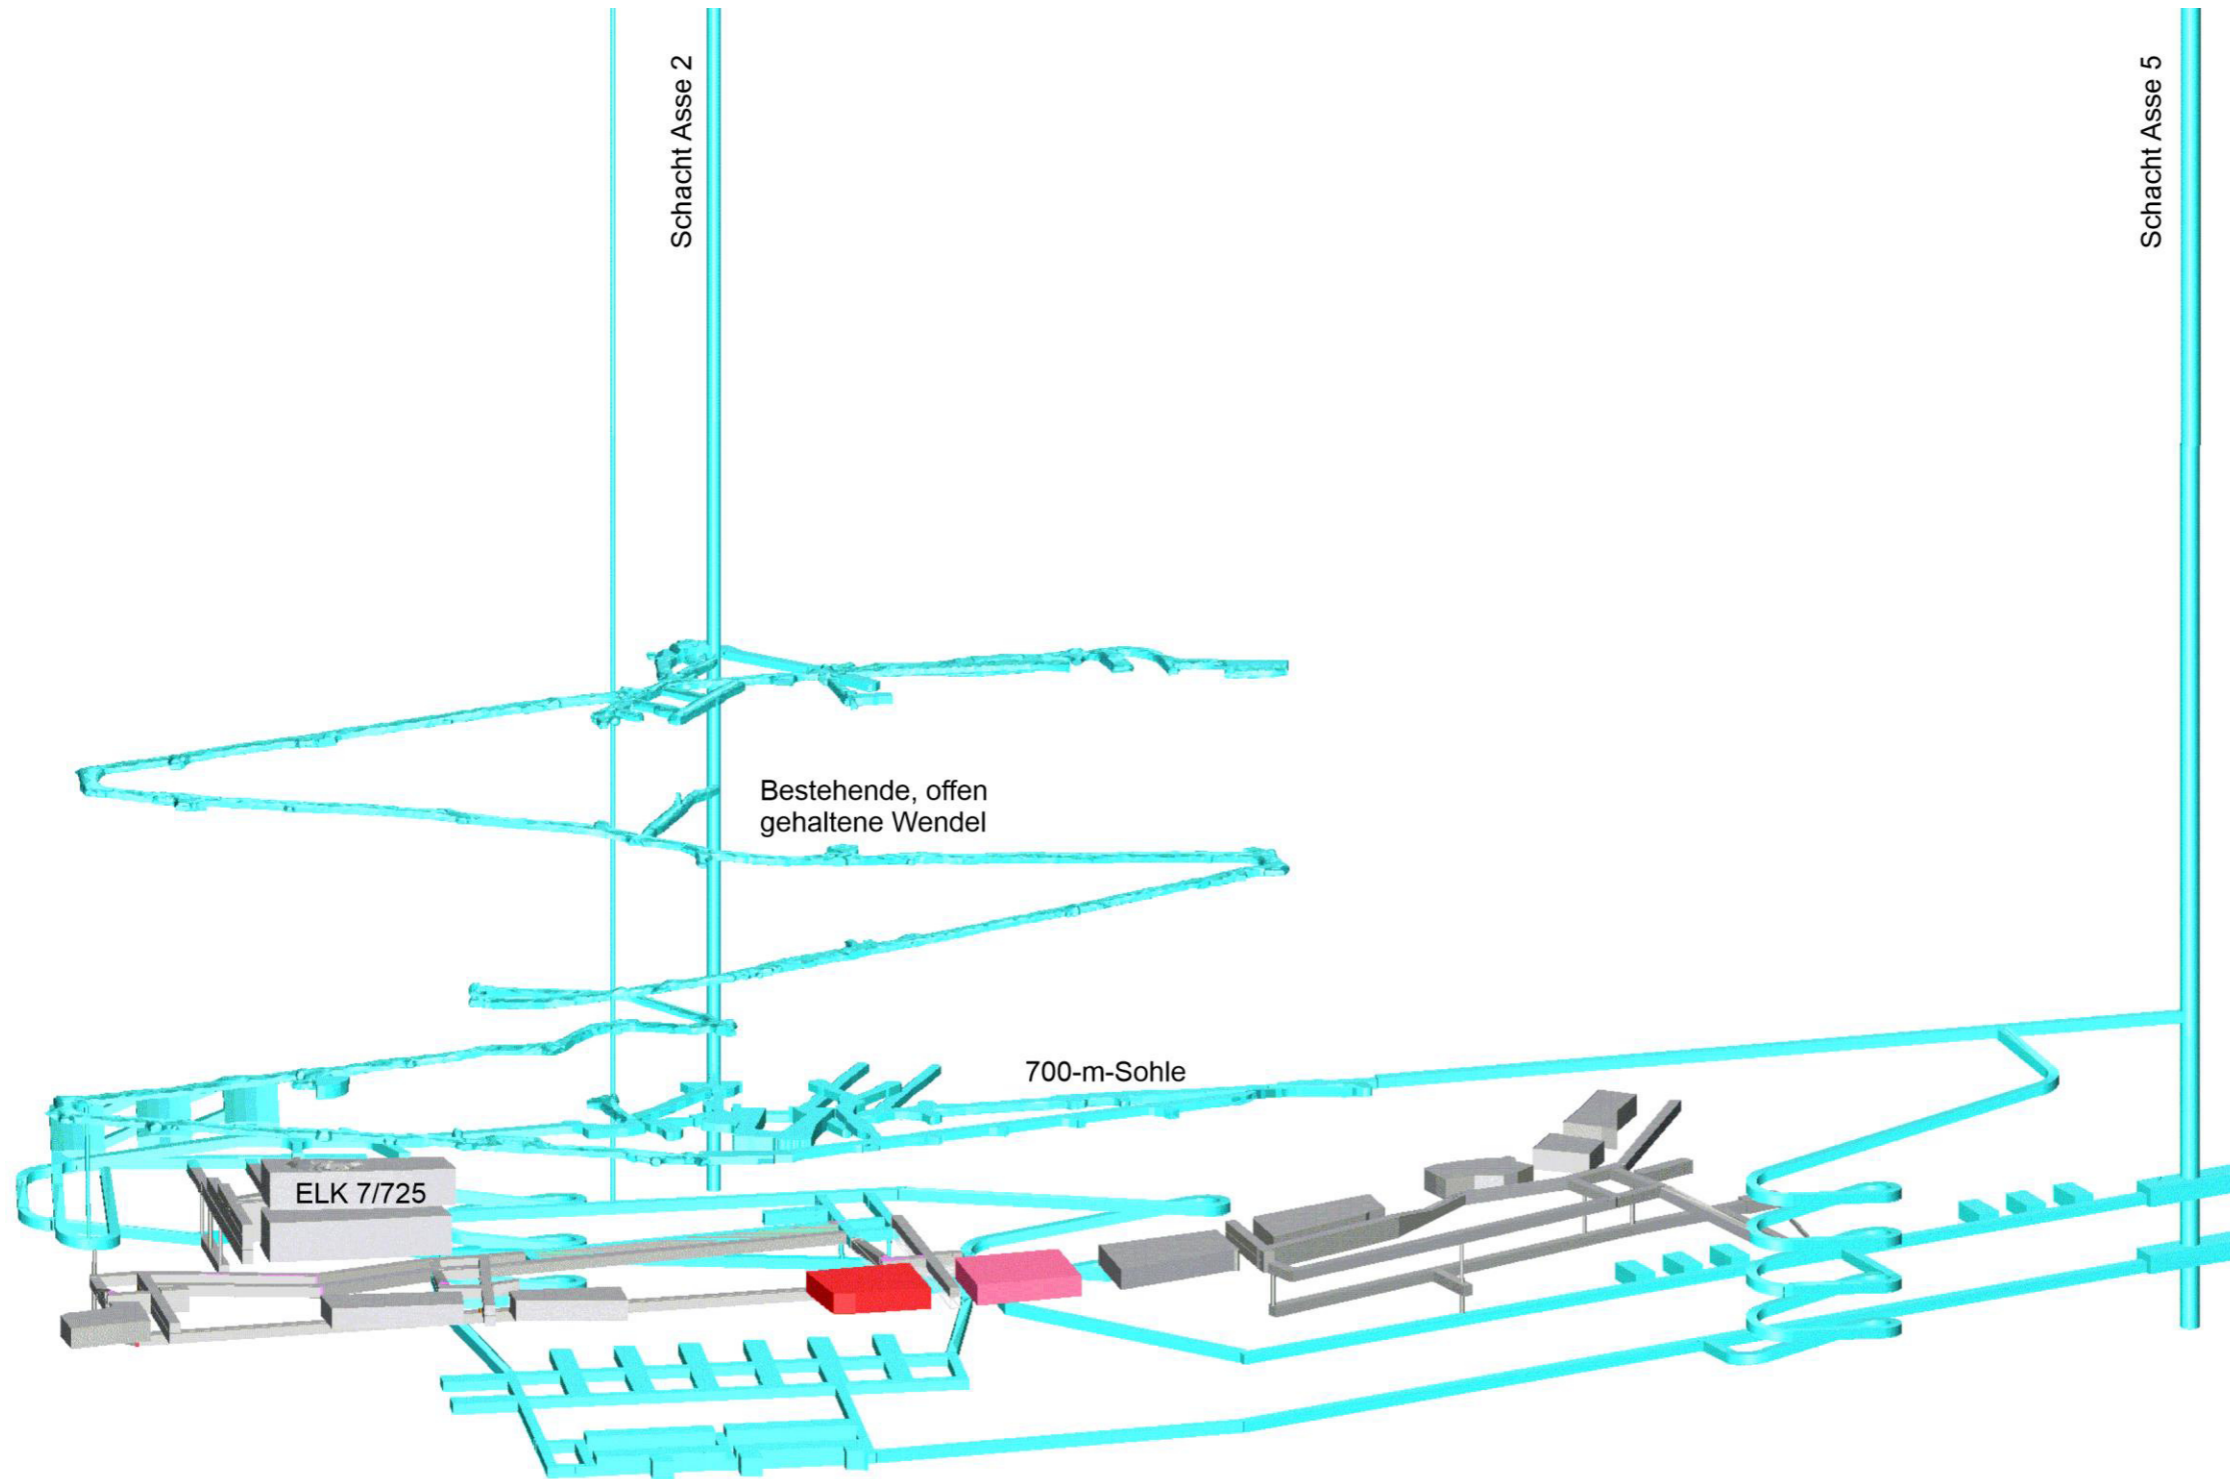 Schacht Asse 2
Schacht Asse 5
Bestehende, offen
gehaltene Wendel
700-m-Sohle
ELK 7/725